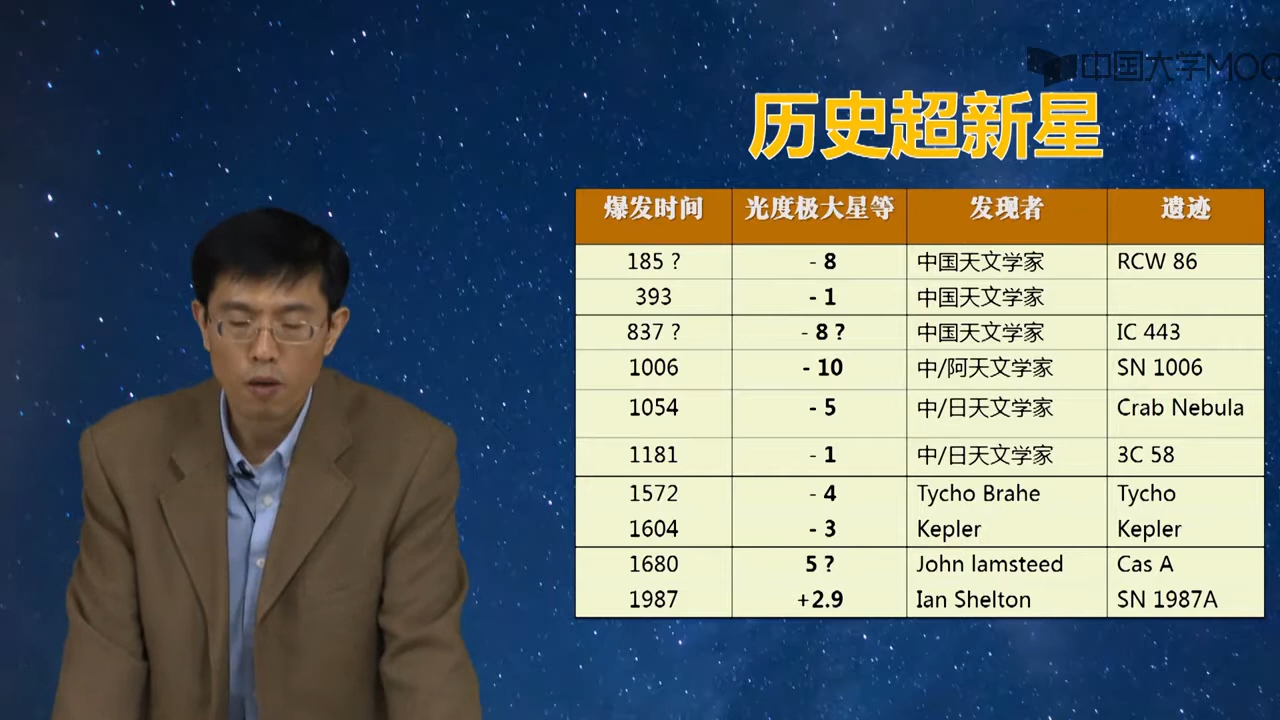 中国大学MOO
历史超新星
爆发时间 光度极大星等 发现者 遗迹
185 ? - 8 中国天文学家 RCW 86
393 - 1 中国天文学家
837 ? - 8 ? 中国天文学家 IC 443
1006 - 10 中/阿天文学家 SN 1006
1054 - 5 中/日天文学家 Crab Nebula
1181 - 1 中/日天文学家 3C 58
1572 - 4 Tycho Brahe Tycho
1604 - 3 Kepler Kepler
1680 5 ? John lamsteed Cas A
1987 +2.9 Ian Shelton SN 1987A